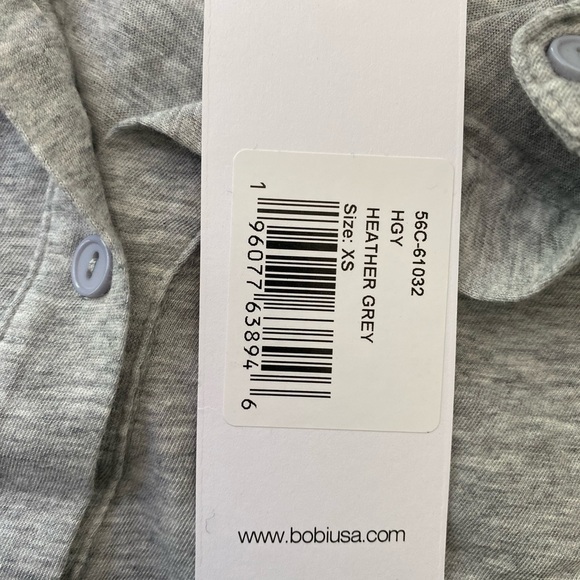 56C-61032
HGY
HEATHER GREY
Size: XS
1 96077 63894 6
www.bobiusa.com